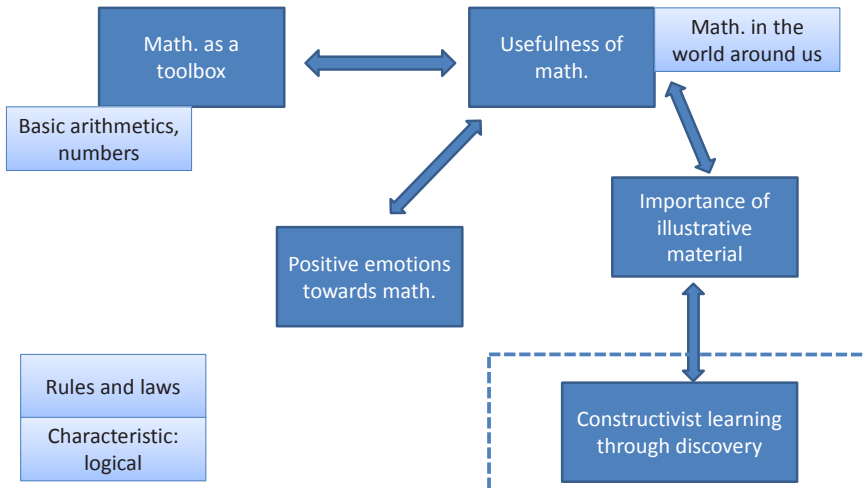 Math. as a
toolbox
Usefulness of
math.
Math. in the
world around us
Basic arithmetics,
numbers
Importance of
illustrative
material
Positive emotions
towards math.
Rules and laws
Characteristic:
logical
Constructivist learning
through discovery